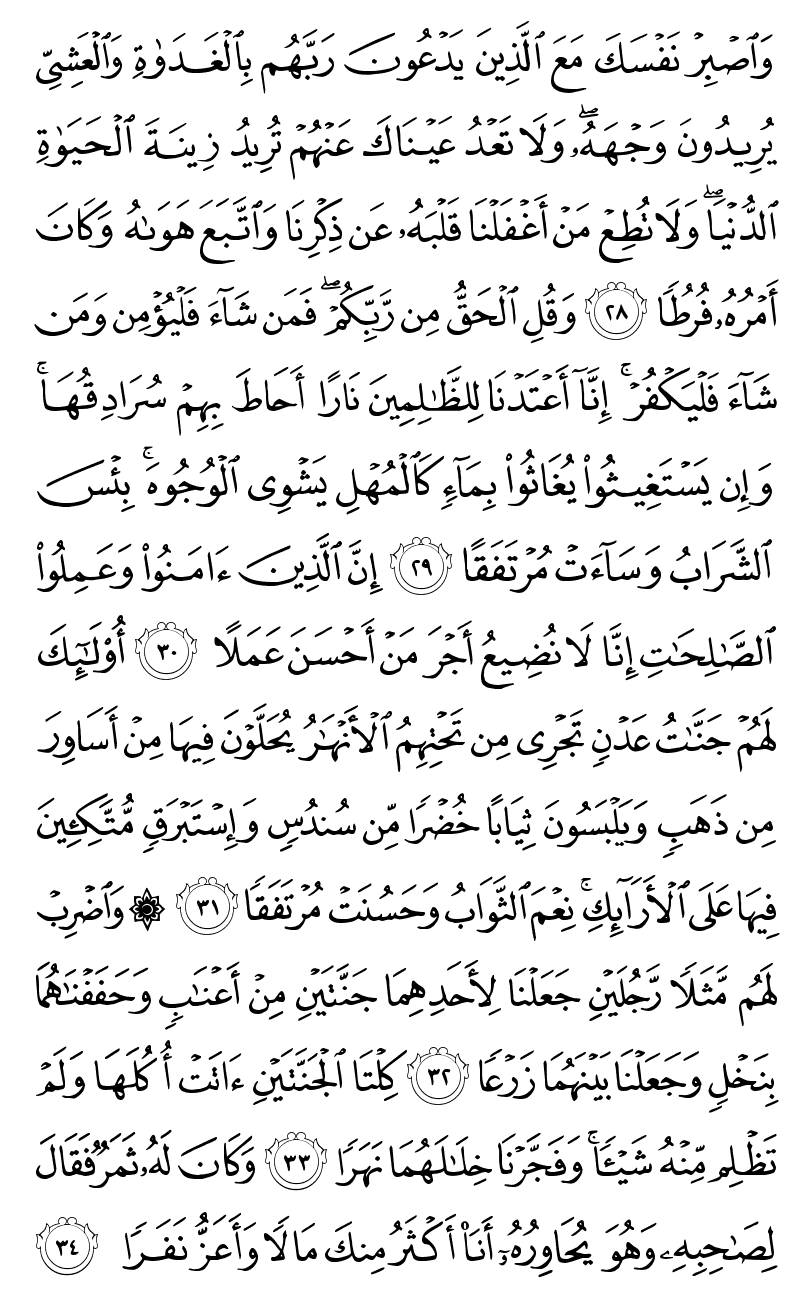 وَٱصۡبِرۡ نَفۡسَكَ مَعَ ٱلَّذِينَ يَدۡعُونَ رَبَّهُم بِٱلۡغَدَوٰةِ وَٱلۡعَشِيِّ
يُرِيدُونَ وَجۡهَهُۥۖ وَلَا تَعۡدُ عَيۡنَاكَ عَنۡهُمۡ تُرِيدُ زِينَةَ ٱلۡحَيَوٰةِ
ٱلدُّنۡيَاۖ وَلَا تُطِعۡ مَنۡ أَغۡفَلۡنَا قَلۡبَهُۥ عَن ذِكۡرِنَا وَٱتَّبَعَ هَوَىٰهُ وَكَانَ
أَمۡرُهُۥ فُرُطٗا ٢٨ وَقُلِ ٱلۡحَقُّ مِن رَّبِّكُمۡۖ فَمَن شَآءَ فَلۡيُؤۡمِن وَمَن
شَآءَ فَلۡيَكۡفُرۡۚ إِنَّآ أَعۡتَدۡنَا لِلظَّٰلِمِينَ نَارًا أَحَاطَ بِهِمۡ سُرَادِقُهَاۚ
وَإِن يَسۡتَغِيثُواْ يُغَاثُواْ بِمَآءٖ كَٱلۡمُهۡلِ يَشۡوِي ٱلۡوُجُوهَۚ بِئۡسَ
ٱلشَّرَابُ وَسَآءَتۡ مُرۡتَفَقًا ٢٩ إِنَّ ٱلَّذِينَ ءَامَنُواْ وَعَمِلُواْ
ٱلصَّٰلِحَٰتِ إِنَّا لَا نُضِيعُ أَجۡرَ مَنۡ أَحۡسَنَ عَمَلًا ٣٠ أُوْلَٰٓئِكَ
لَهُمۡ جَنَّٰتُ عَدۡنٖ تَجۡرِي مِن تَحۡتِهِمُ ٱلۡأَنۡهَٰرُ يُحَلَّوۡنَ فِيهَا مِنۡ أَسَاوِرَ
مِن ذَهَبٖ وَيَلۡبَسُونَ ثِيَابًا خُضۡرٗا مِّن سُندُسٖ وَإِسۡتَبۡرَقٖ مُّتَّكِـِٔينَ
فِيهَا عَلَى ٱلۡأَرَآئِكِۚ نِعۡمَ ٱلثَّوَابُ وَحَسُنَتۡ مُرۡتَفَقٗا ٣١ ۞ وَٱضۡرِبۡ
لَهُم مَّثَلٗا رَّجُلَيۡنِ جَعَلۡنَا لِأَحَدِهِمَا جَنَّتَيۡنِ مِنۡ أَعۡنَٰبٖ وَحَفَفۡنَٰهُمَا
بِنَخۡلٖ وَجَعَلۡنَا بَيۡنَهُمَا زَرۡعٗا ٣٢ كِلۡتَا ٱلۡجَنَّتَيۡنِ ءَاتَتۡ أُكُلَهَا وَلَمۡ
تَظۡلِم مِّنۡهُ شَيۡـٔٗاۚ وَفَجَّرۡنَا خِلَٰلَهُمَا نَهَرٗا ٣٣ وَكَانَ لَهُۥ ثَمَرٞ فَقَالَ
لِصَٰحِبِهِۦ وَهُوَ يُحَاوِرُهُۥٓ أَنَا۠ أَكۡثَرُ مِنكَ مَالٗا وَأَعَزُّ نَفَرٗا ٣٤